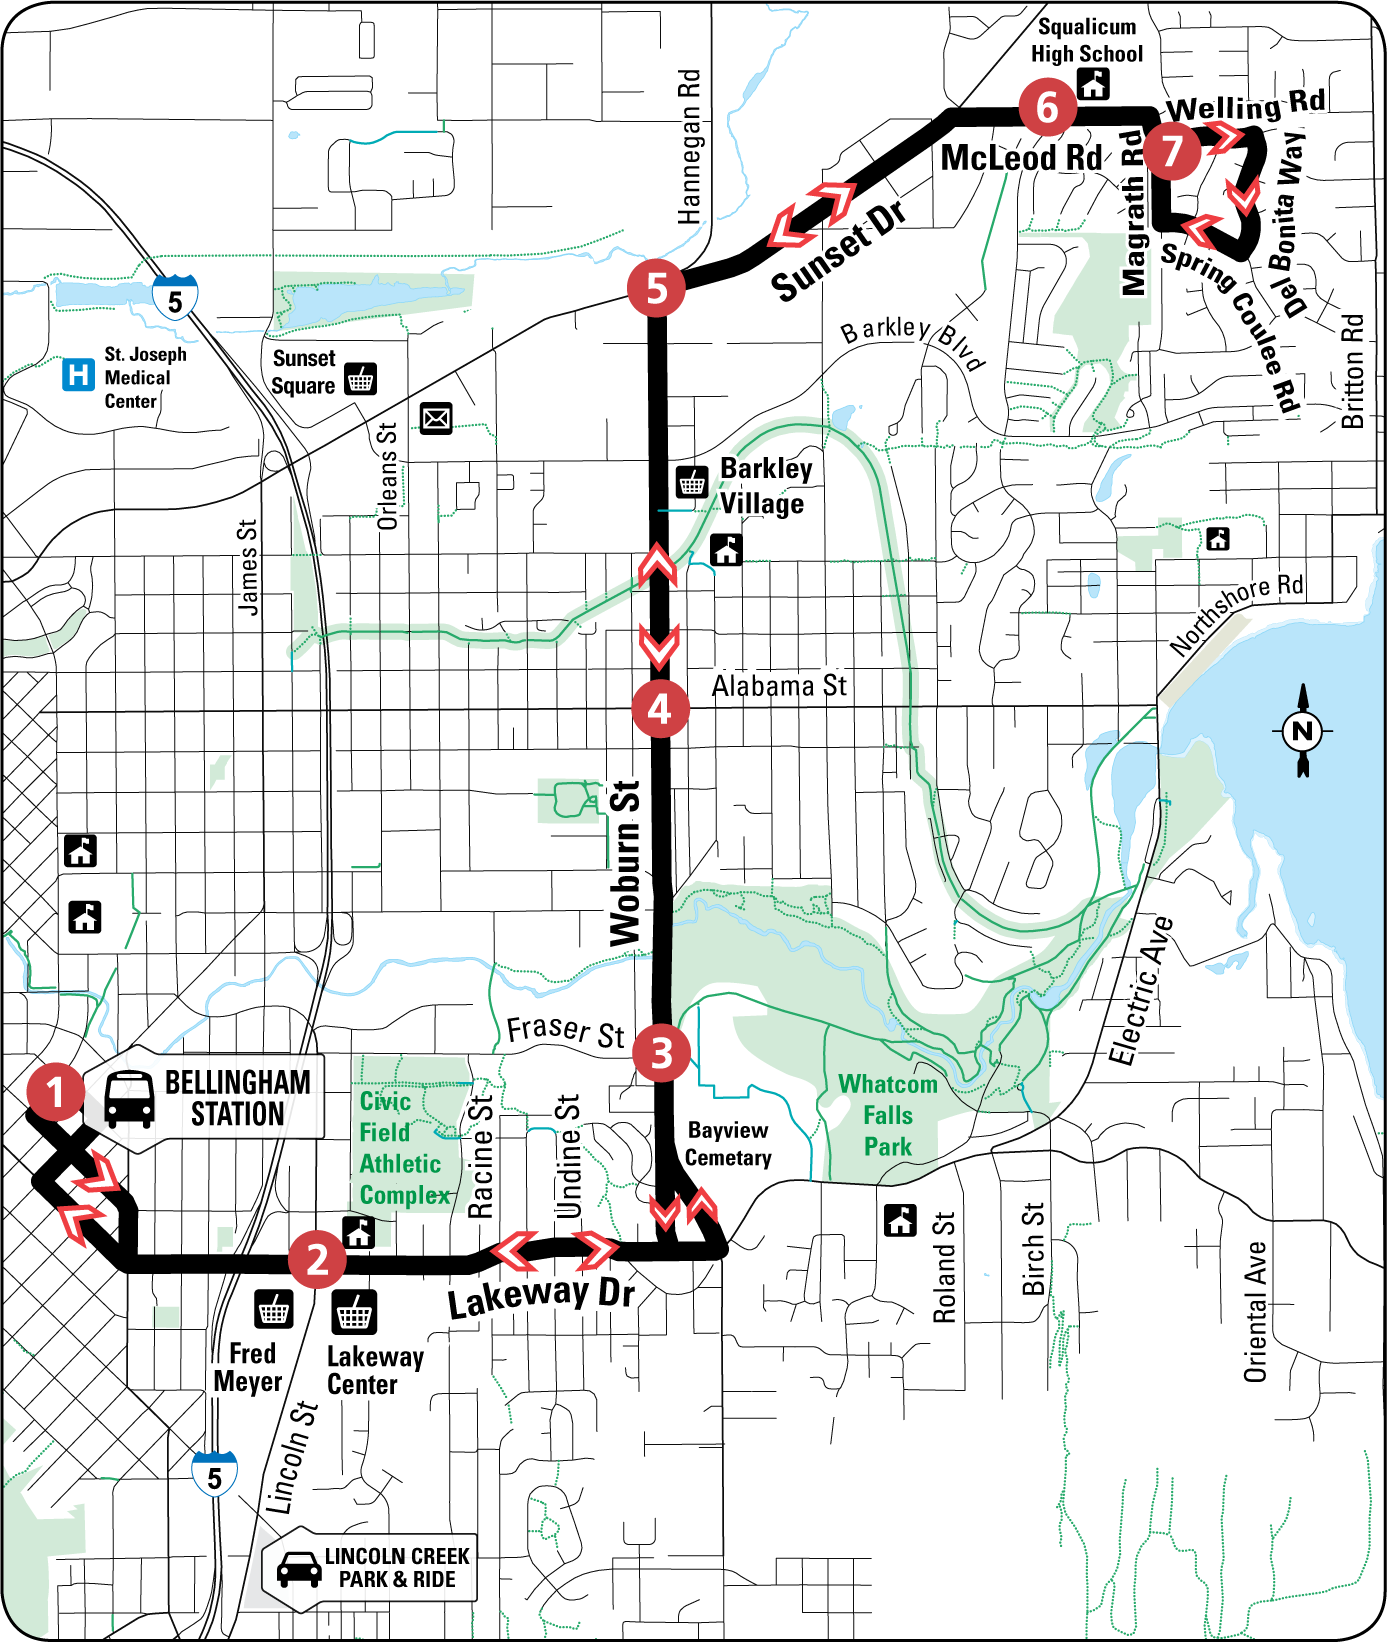 Squalicum
High School
6
Welling Rd
7
McLeod Rd
Magrath Rd
Del Bonita Way
Spring Coulee Rd
Hannegan Rd
Sunset Dr
5
5
Britton Rd
Barkley Blvd
H
St. Joseph
Medical
Center
Sunset
Square
Orleans St
James St
Barkley
Village
Northshore Rd
Alabama St
4
N
Woburn St
Electric Ave
Fraser St
3
1
BELLINGHAM
STATION
Civic
Field
Athletic
Complex
Racine St
Undine St
Bayview
Cemetary
Whatcom
Falls
Park
Roland St
Birch St
Oriental Ave
2
Lakeway Dr
Fred
Meyer
Lakeway
Center
Lincoln St
5
LINCOLN CREEK
PARK & RIDE